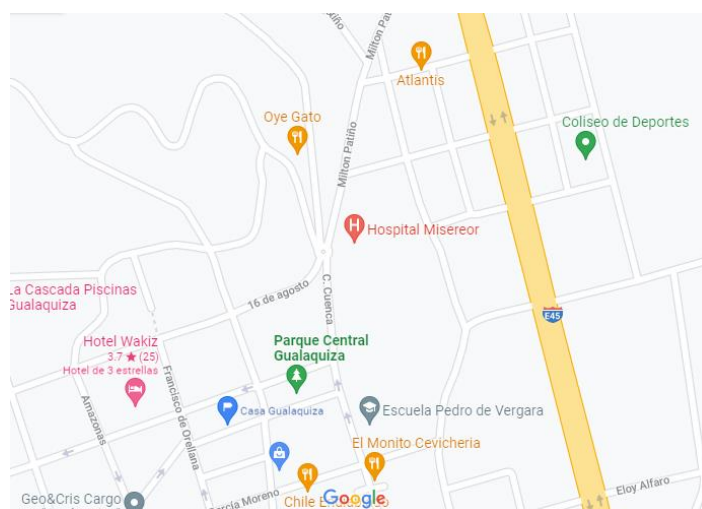 Milton Patiño
Atlantis
Oye Gato
Coliseo de Deportes
Milton Patiño
Hospital Misereor
La Cascada Piscinas
Gualaquiza
16 de agosto
C. Cuenca
E45
Hotel Wakiz
3.7 ★ (25)
Hotel de 3 estrellas
Parque Central
Gualaquiza
Francisco de Orellana
Amazonas
Casa Gualaquiza
Escuela Pedro de Vergara
El Monito Cevicheria
García Moreno
Eloy Alfaro
Geo&Cris Cargo
Chile
Google